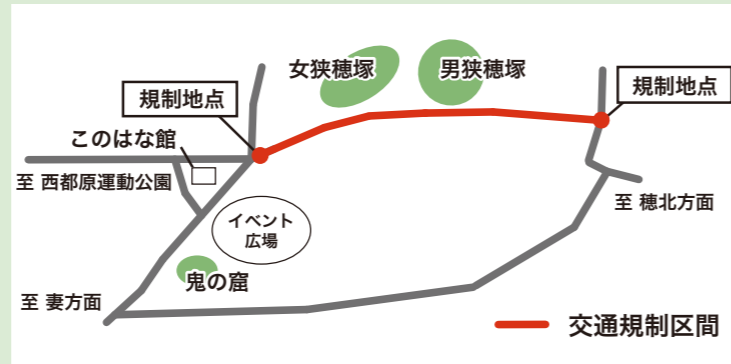 女狭穂塚
男狭穂塚
規制地点
規制地点
このはな館
至 西都原運動公園
至 穂北方面
イベント
広場
鬼の窟
至 妻方面
交通規制区間